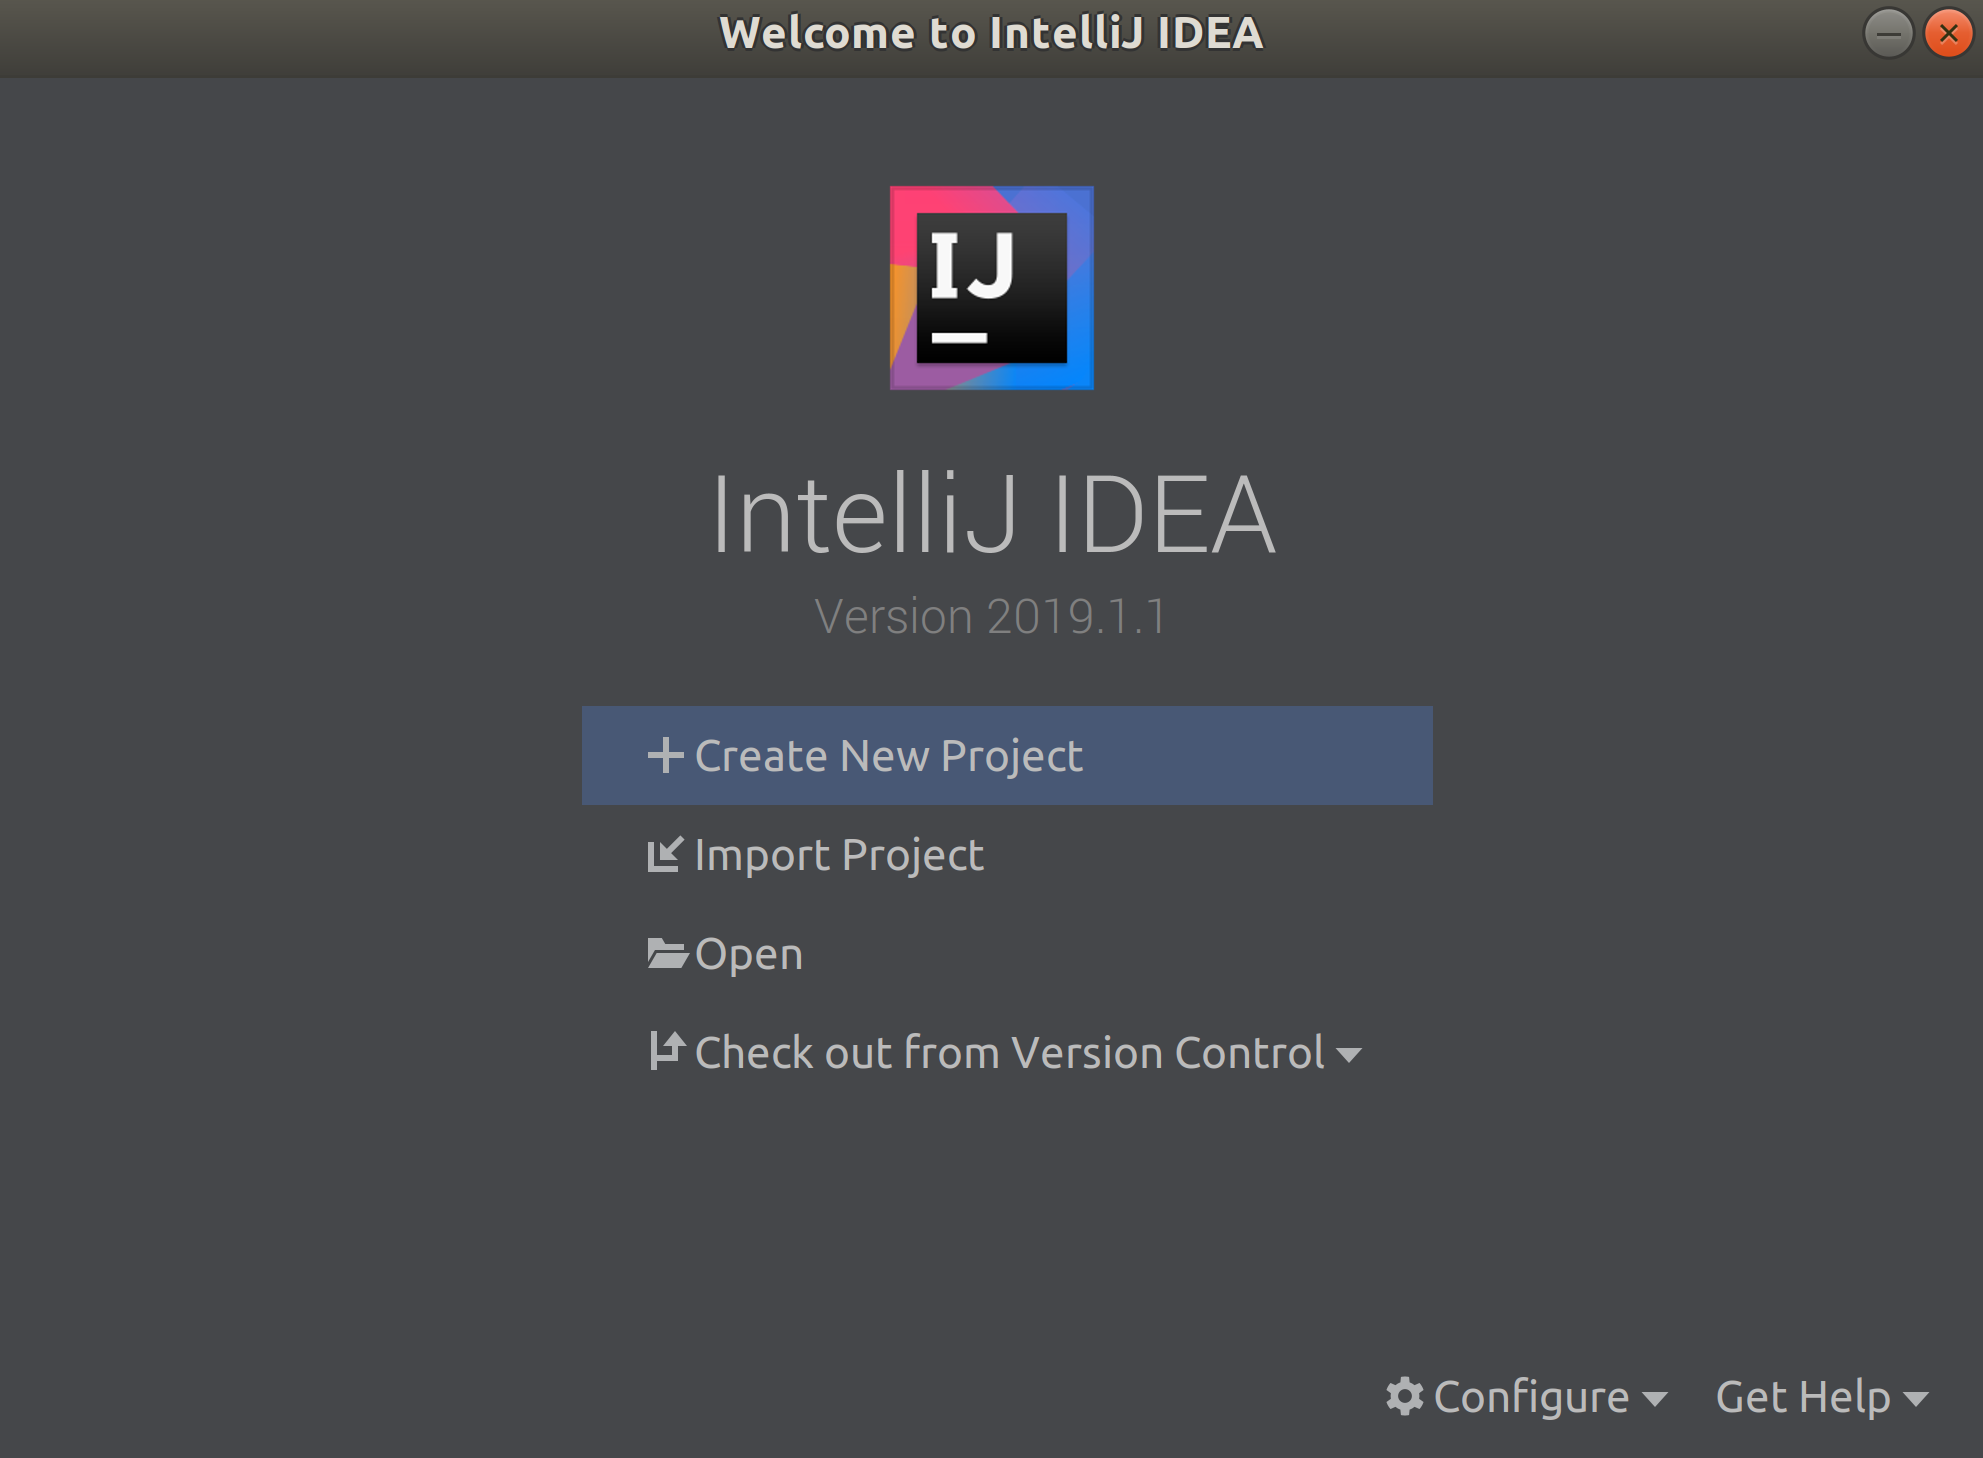 Welcome to IntelliJ IDEA
IJ
IntelliJ IDEA
Version 2019.1.1
Create New Project
Import Project
Open
Check out from Version Control
Configure
Get Help